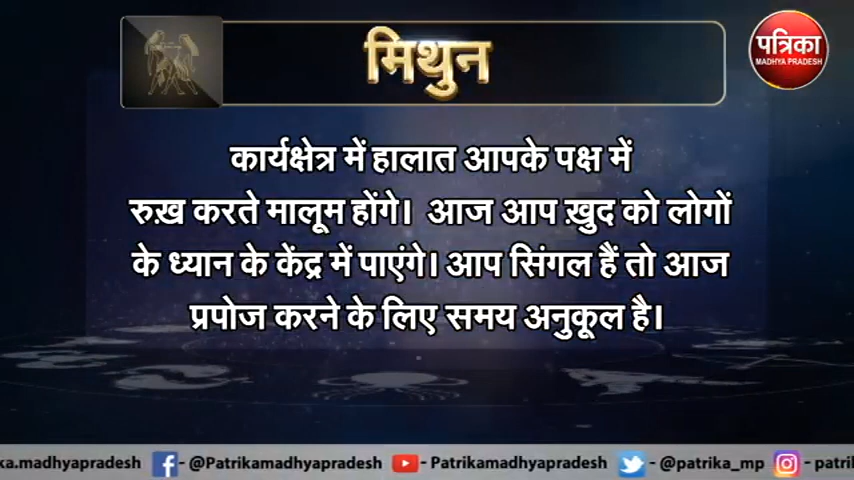 मिथुन
पत्रिका
MADHYA PRADESH
कार्यक्षेत्र में हालात आपके पक्ष में
रुख़ करते मालूम होंगे। आज आप ख़ुद को लोगों
के ध्यान के केंद्र में पाएंगे। आप सिंगल हैं तो आज
प्रपोज करने के लिए समय अनुकूल है।
ka.madhyapradesh f - @Patrikamadhyapradesh - Patrikamadhyapradesh - @patrika_mp - patri